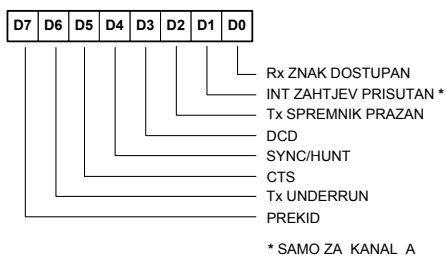 D7 D6 D5 D4 D3 D2 D1 D0
Rx ZNAK DOSTUPAN
INT ZAHTJEV PRISUTAN *
Tx SPREMNIK PRAZAN
DCD
SYNC/HUNT
CTS
Tx UNDERRUN
PREKID
* SAMO ZA KANAL A